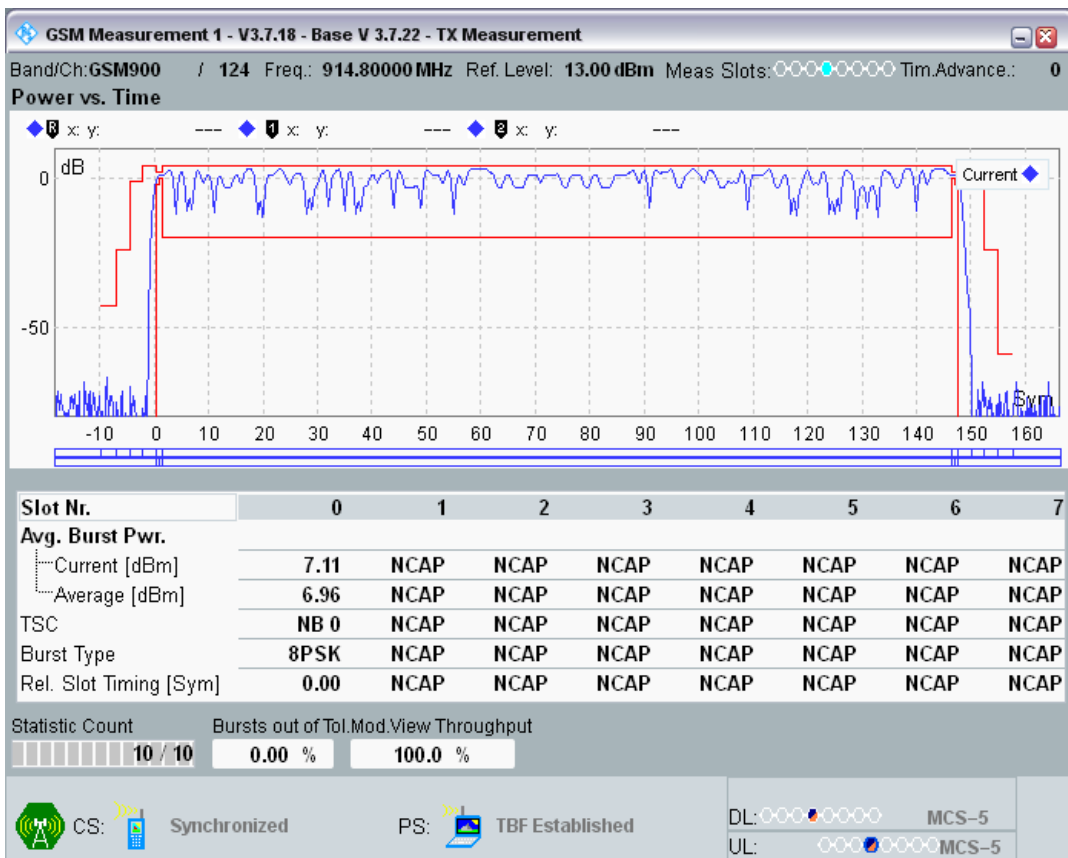 GSM Measurement 1 - V3.7.18 - Base V 3.7.22 - TX Measurement
Band/Ch:GSM900 / 124 Freq.: 914.80000 MHz Ref. Level: 13.00 dBm Meas Slots: Tim.Advance.: 0
Power vs. Time
R x: y: --- 1 x: y: --- 2 x: y: ---
dB
Current
0
-50
Sym
-10 0 10 20 30 40 50 60 70 80 90 100 110 120 130 140 150 160
Slot Nr. 0 1 2 3 4 5 6 7
Avg. Burst Pwr.
Current [dBm] 7.11 NCAP NCAP NCAP NCAP NCAP NCAP NCAP
Average [dBm] 6.96 NCAP NCAP NCAP NCAP NCAP NCAP NCAP
TSC NB 0 NCAP NCAP NCAP NCAP NCAP NCAP NCAP
Burst Type 8PSK NCAP NCAP NCAP NCAP NCAP NCAP NCAP
Rel. Slot Timing [Sym] 0.00 NCAP NCAP NCAP NCAP NCAP NCAP NCAP
Statistic Count Bursts out of Tol.Mod.View Throughput
10 / 10 0.00 % 100.0 %
CS: Synchronized PS: TBF Established DL: MCS-5
UL: MCS-5